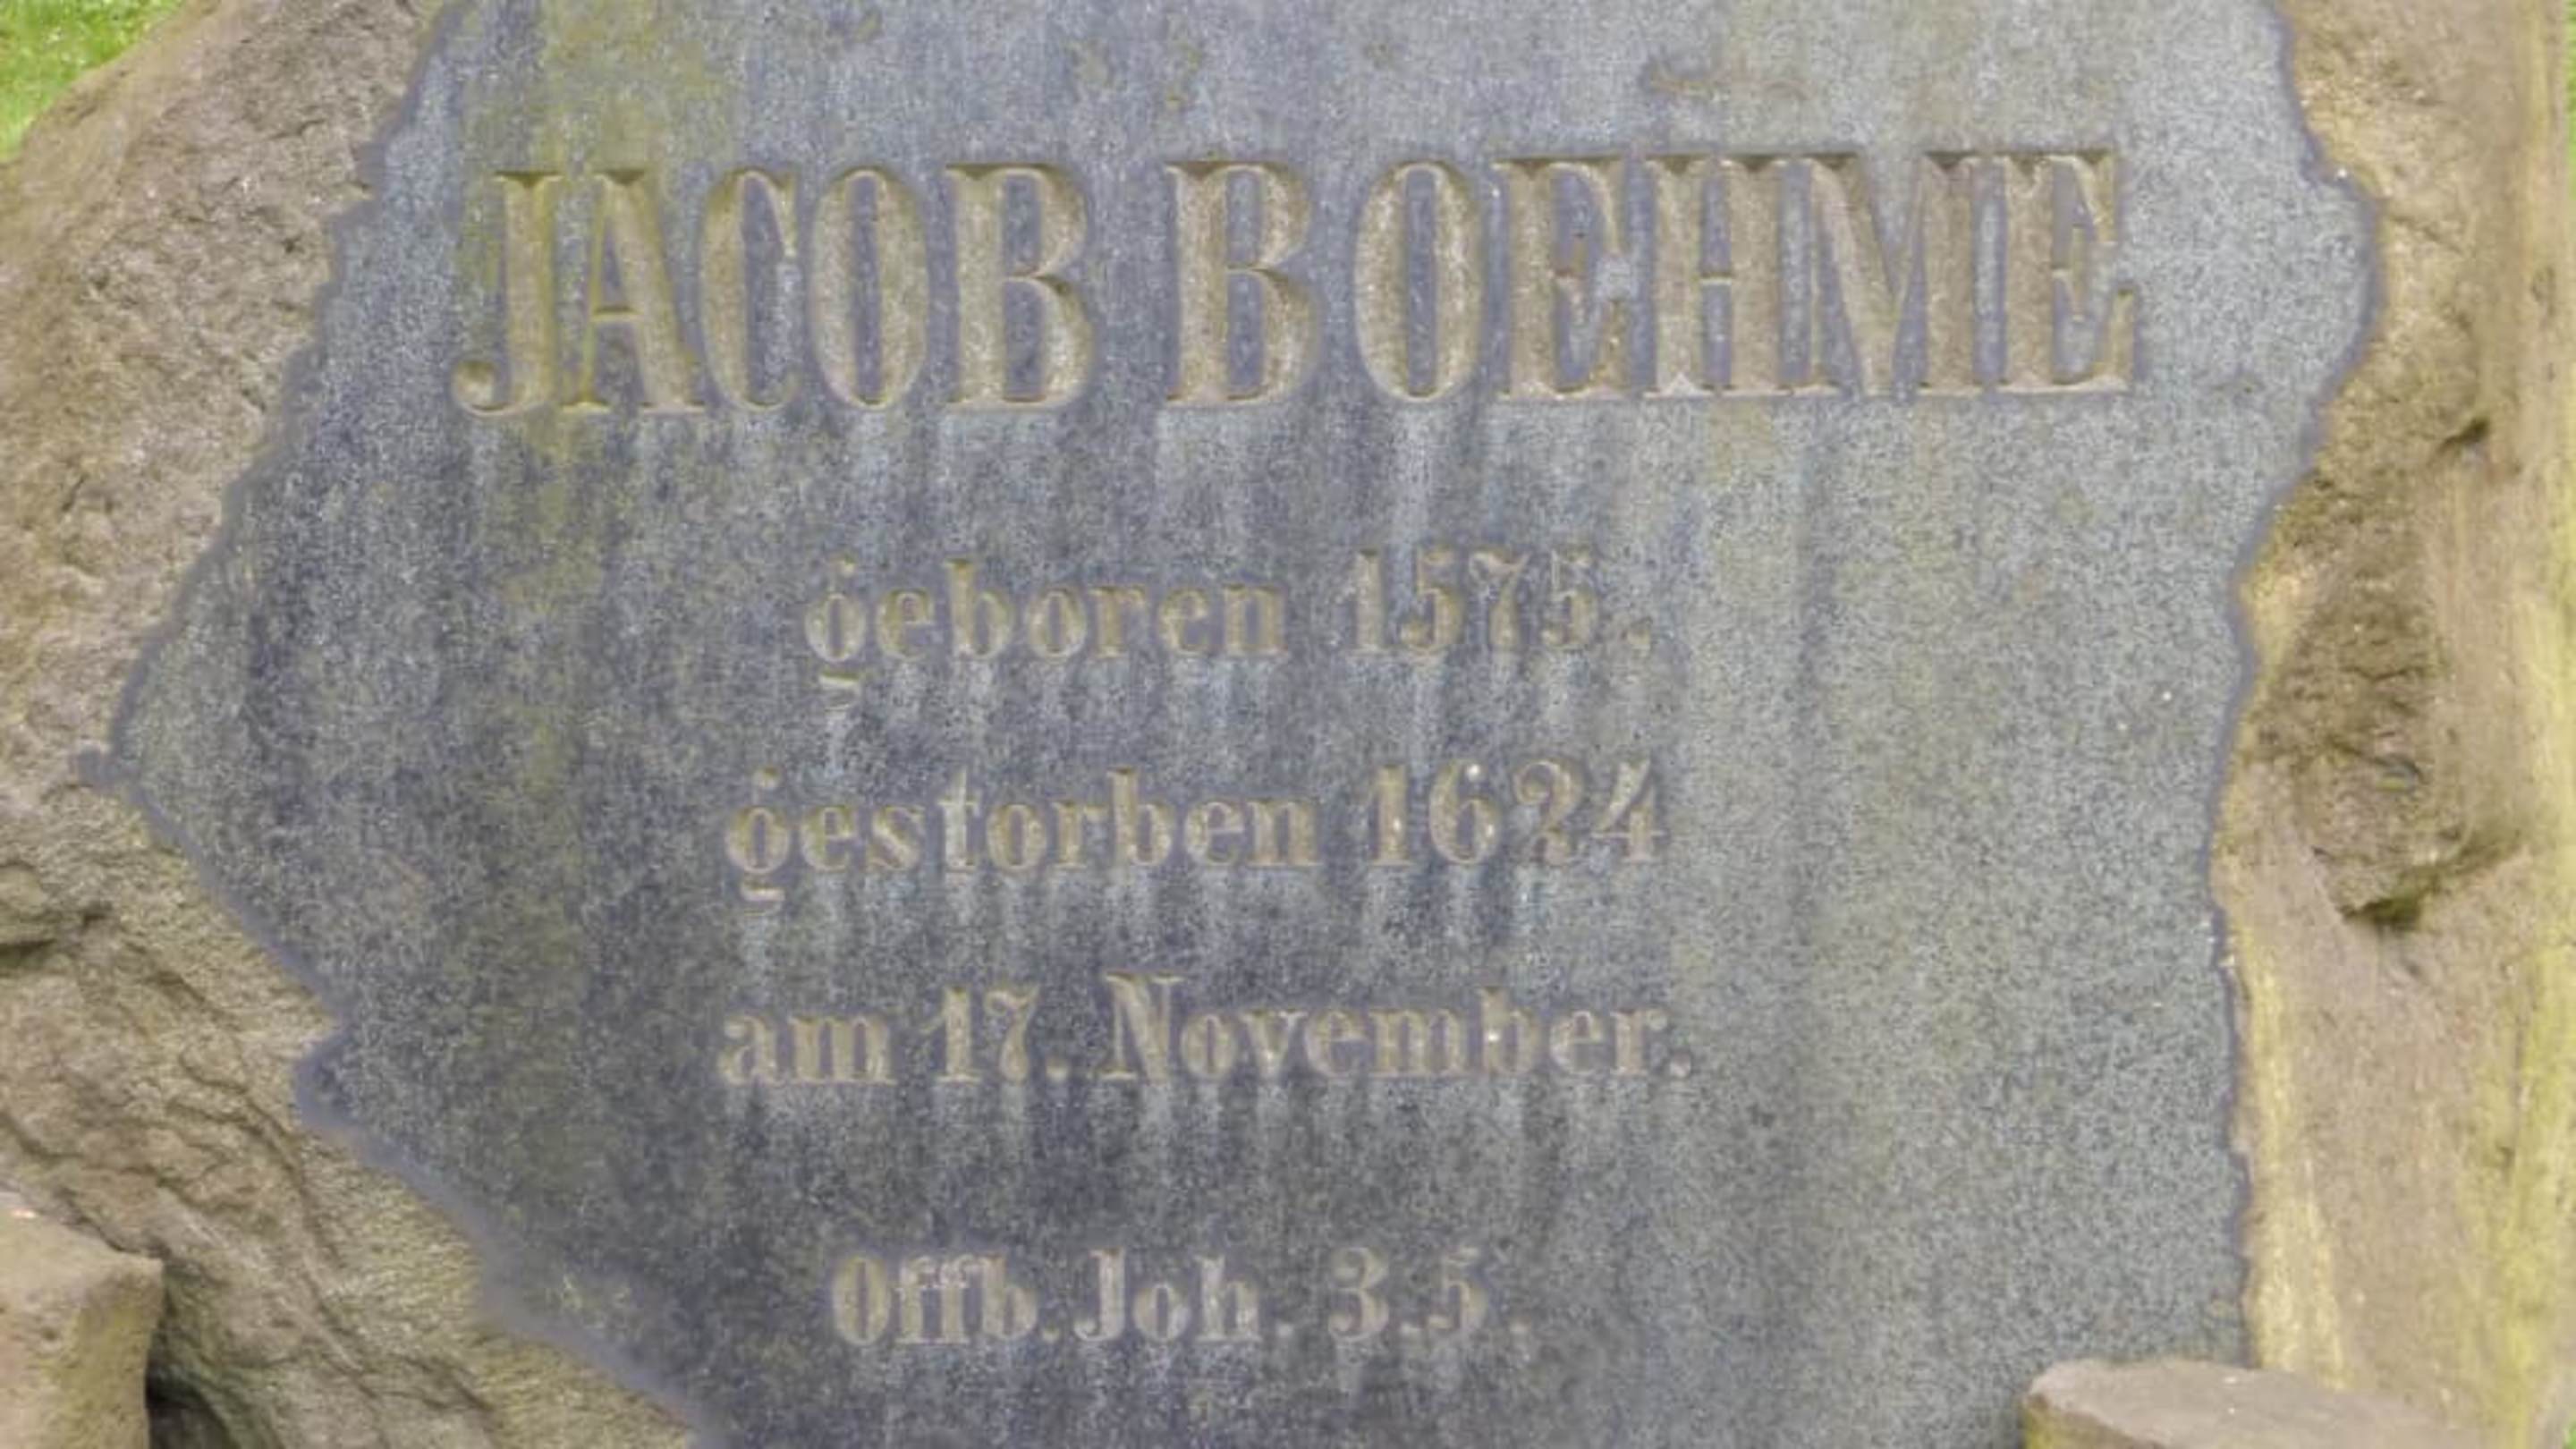 JACOB BOEHME
geboren 1575.
gestorben 1624
am 17. November.
Offb. Joh. 3.5.